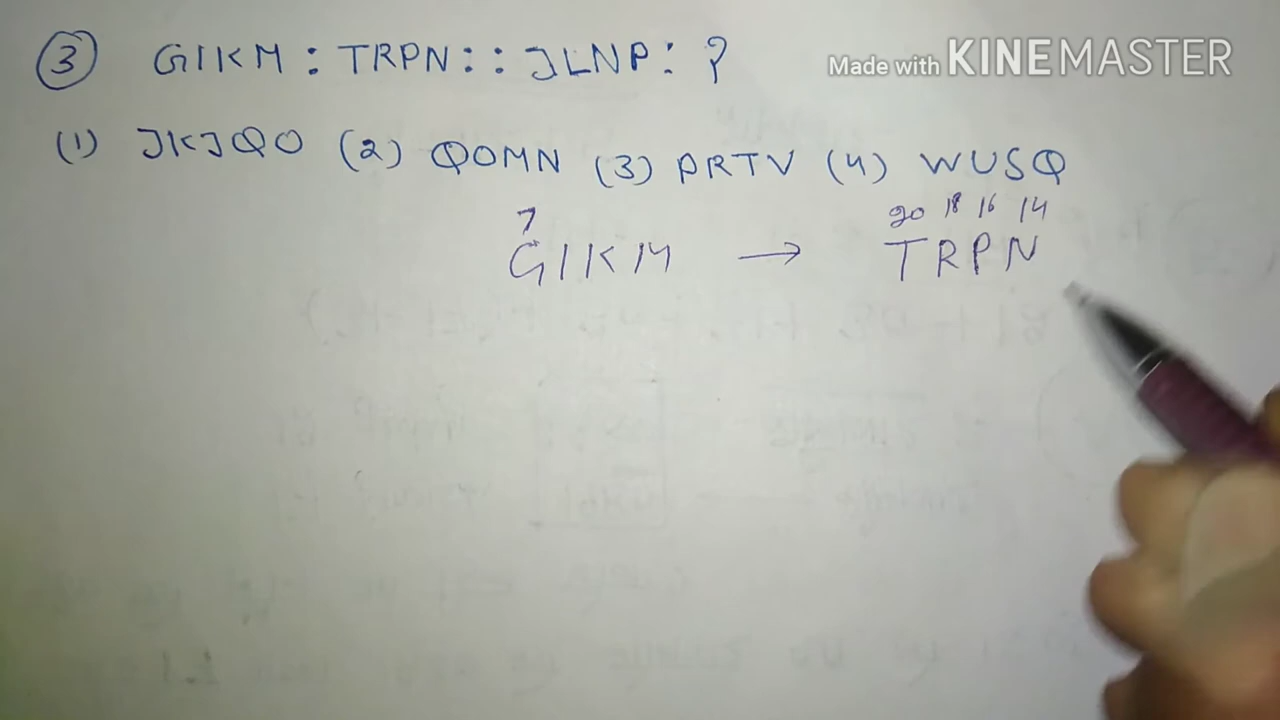 ③ GIKM : TRPN :: JLNP : ?
Made with KINEMASTER
(1) JKJQO (2) QOMN (3) PRTV (4) WUSQ
7 20 18 16 14
GIKM → TRPN